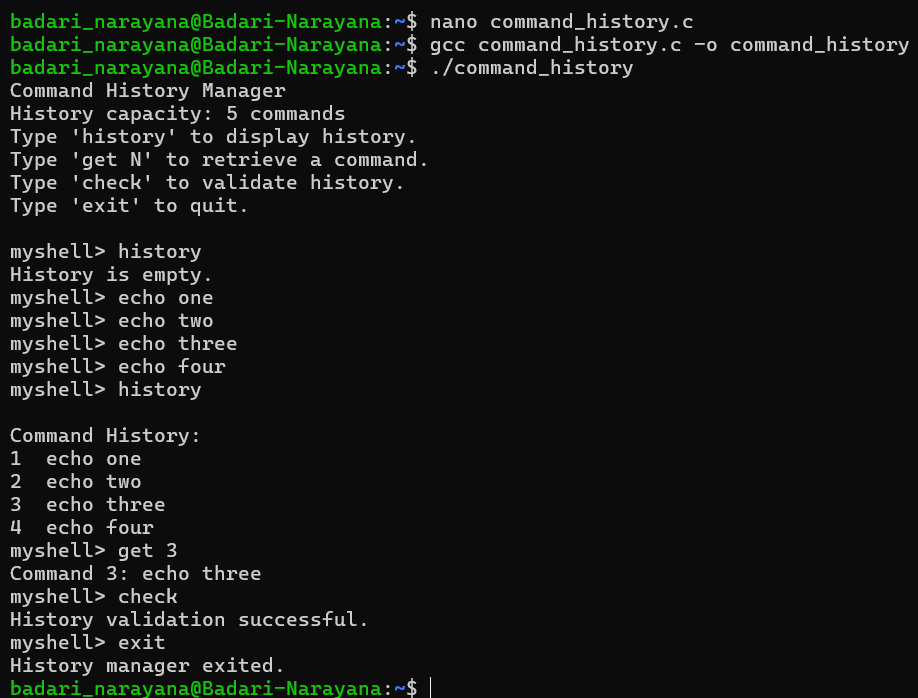 badari_narayana@Badari-Narayana:~$ nano command_history.c
badari_narayana@Badari-Narayana:~$ gcc command_history.c -o command_history
badari_narayana@Badari-Narayana:~$ ./command_history
Command History Manager
History capacity: 5 commands
Type 'history' to display history.
Type 'get N' to retrieve a command.
Type 'check' to validate history.
Type 'exit' to quit.

myshell> history
History is empty.
myshell> echo one
myshell> echo two
myshell> echo three
myshell> echo four
myshell> history

Command History:
1  echo one
2  echo two
3  echo three
4  echo four
myshell> get 3
Command 3: echo three
myshell> check
History validation successful.
myshell> exit
History manager exited.
badari_narayana@Badari-Narayana:~$